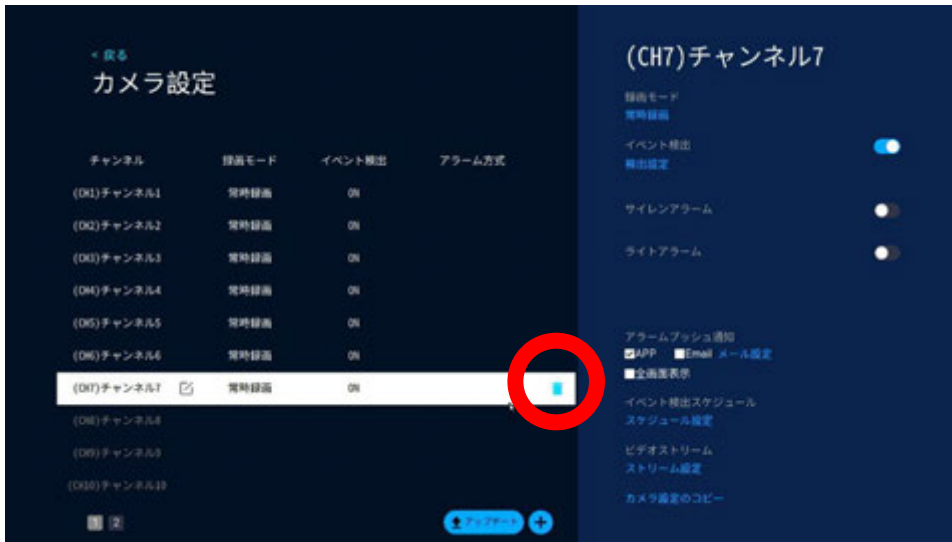 < 戻る
カメラ設定
チャンネル 録画モード イベント検出 アラーム方式
(CH1)チャンネル1 常時録画 ON
(CH2)チャンネル2 常時録画 ON
(CH3)チャンネル3 常時録画 ON
(CH4)チャンネル4 常時録画 ON
(CH5)チャンネル5 常時録画 ON
(CH6)チャンネル6 常時録画 ON
(CH7)チャンネル7 常時録画 ON
(CH8)チャンネル8
(CH9)チャンネル9
(CH10)チャンネル10
1 2
アップデート +
(CH7)チャンネル7
録画モード
常時録画
イベント検出
検出設定
サイレンアラーム
ライトアラーム
アラームプッシュ通知
APP Email メール設定
全画面表示
イベント検出スケジュール
スケジュール設定
ビデオストリーム
ストリーム設定
カメラ設定のコピー